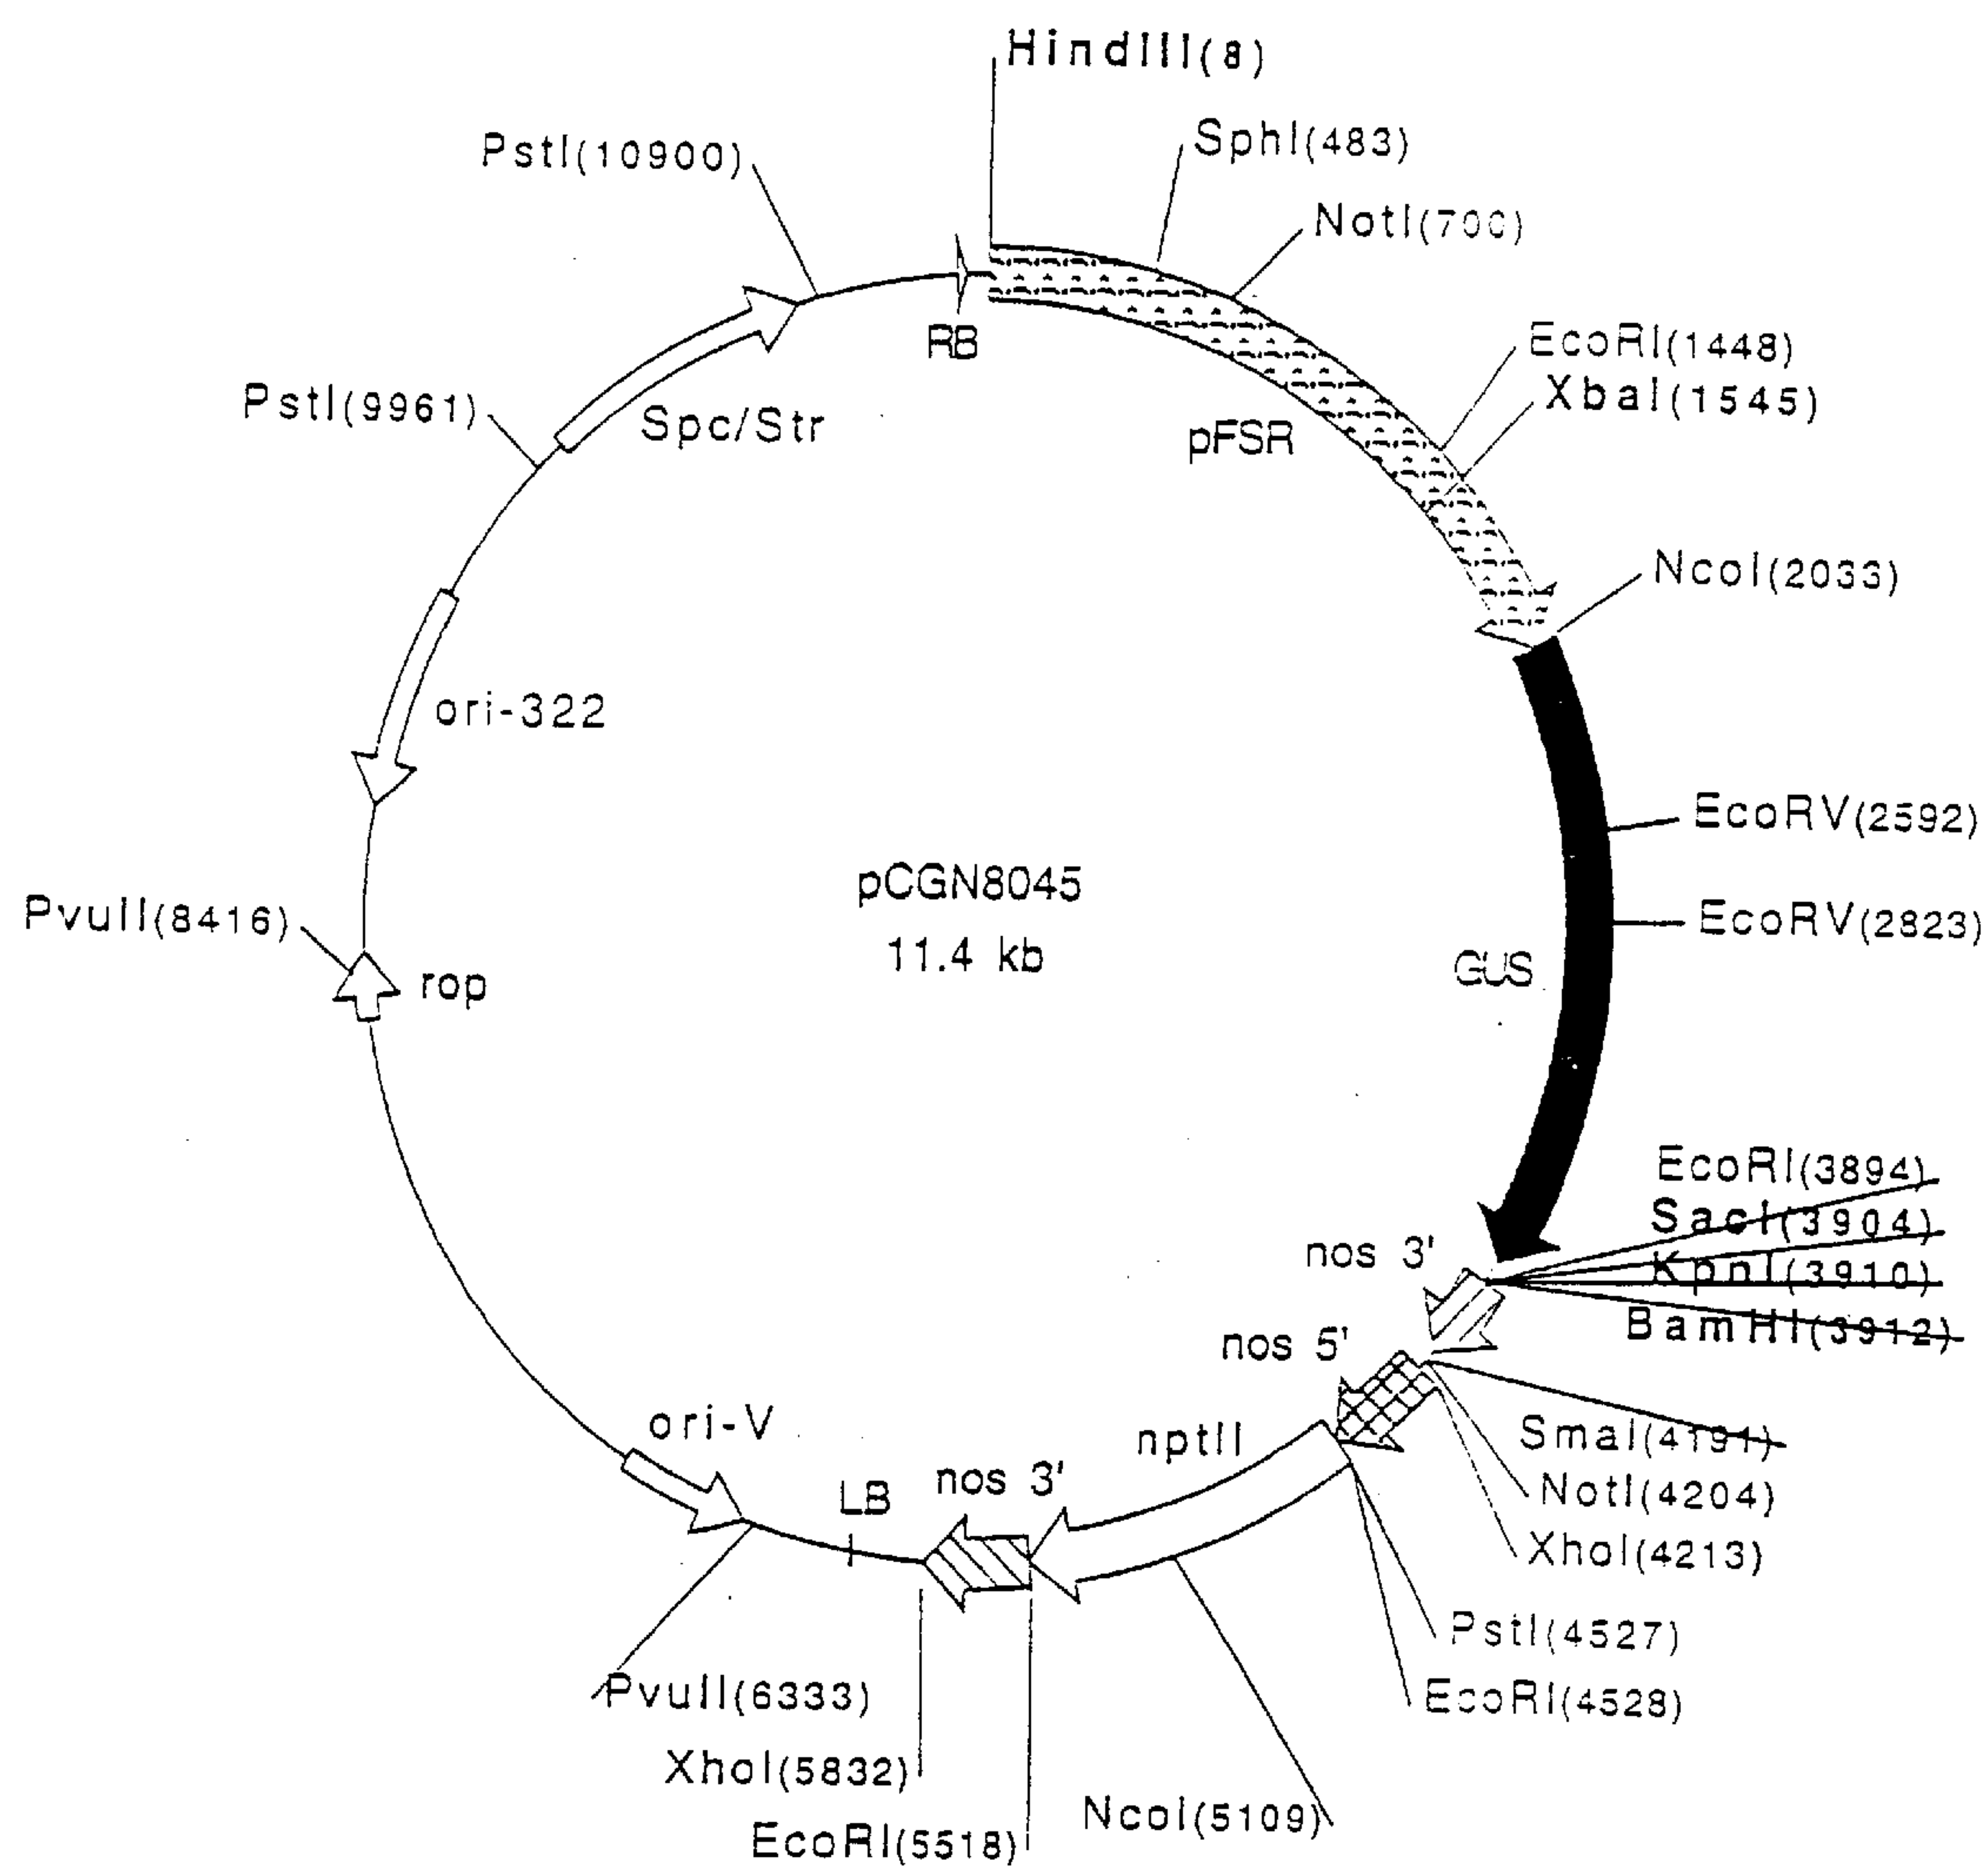 HindIII(8)
SphI(483)
PstI(10900)
NotI(700)
RB
EcoRI(1448)
XbaI(1545)
PstI(9961)
Spc/Str
pFSR
NcoI(2033)
ori-322
EcoRV(2592)
pCGN8045
11.4 kb
PvuII(8416)
EcoRV(2823)
GUS
rop
EcoRI(3894)
SacI(3904)
nos 3'
KpnI(3910)
BamHI(3912)
nos 5'
ori-V
nptII
SmaI(4191)
nos 3'
LB
NotI(4204)
XhoI(4213)
PstI(4527)
PvuII(6333)
EcoRI(4528)
XhoI(5832)
NcoI(5109)
EcoRI(5518)